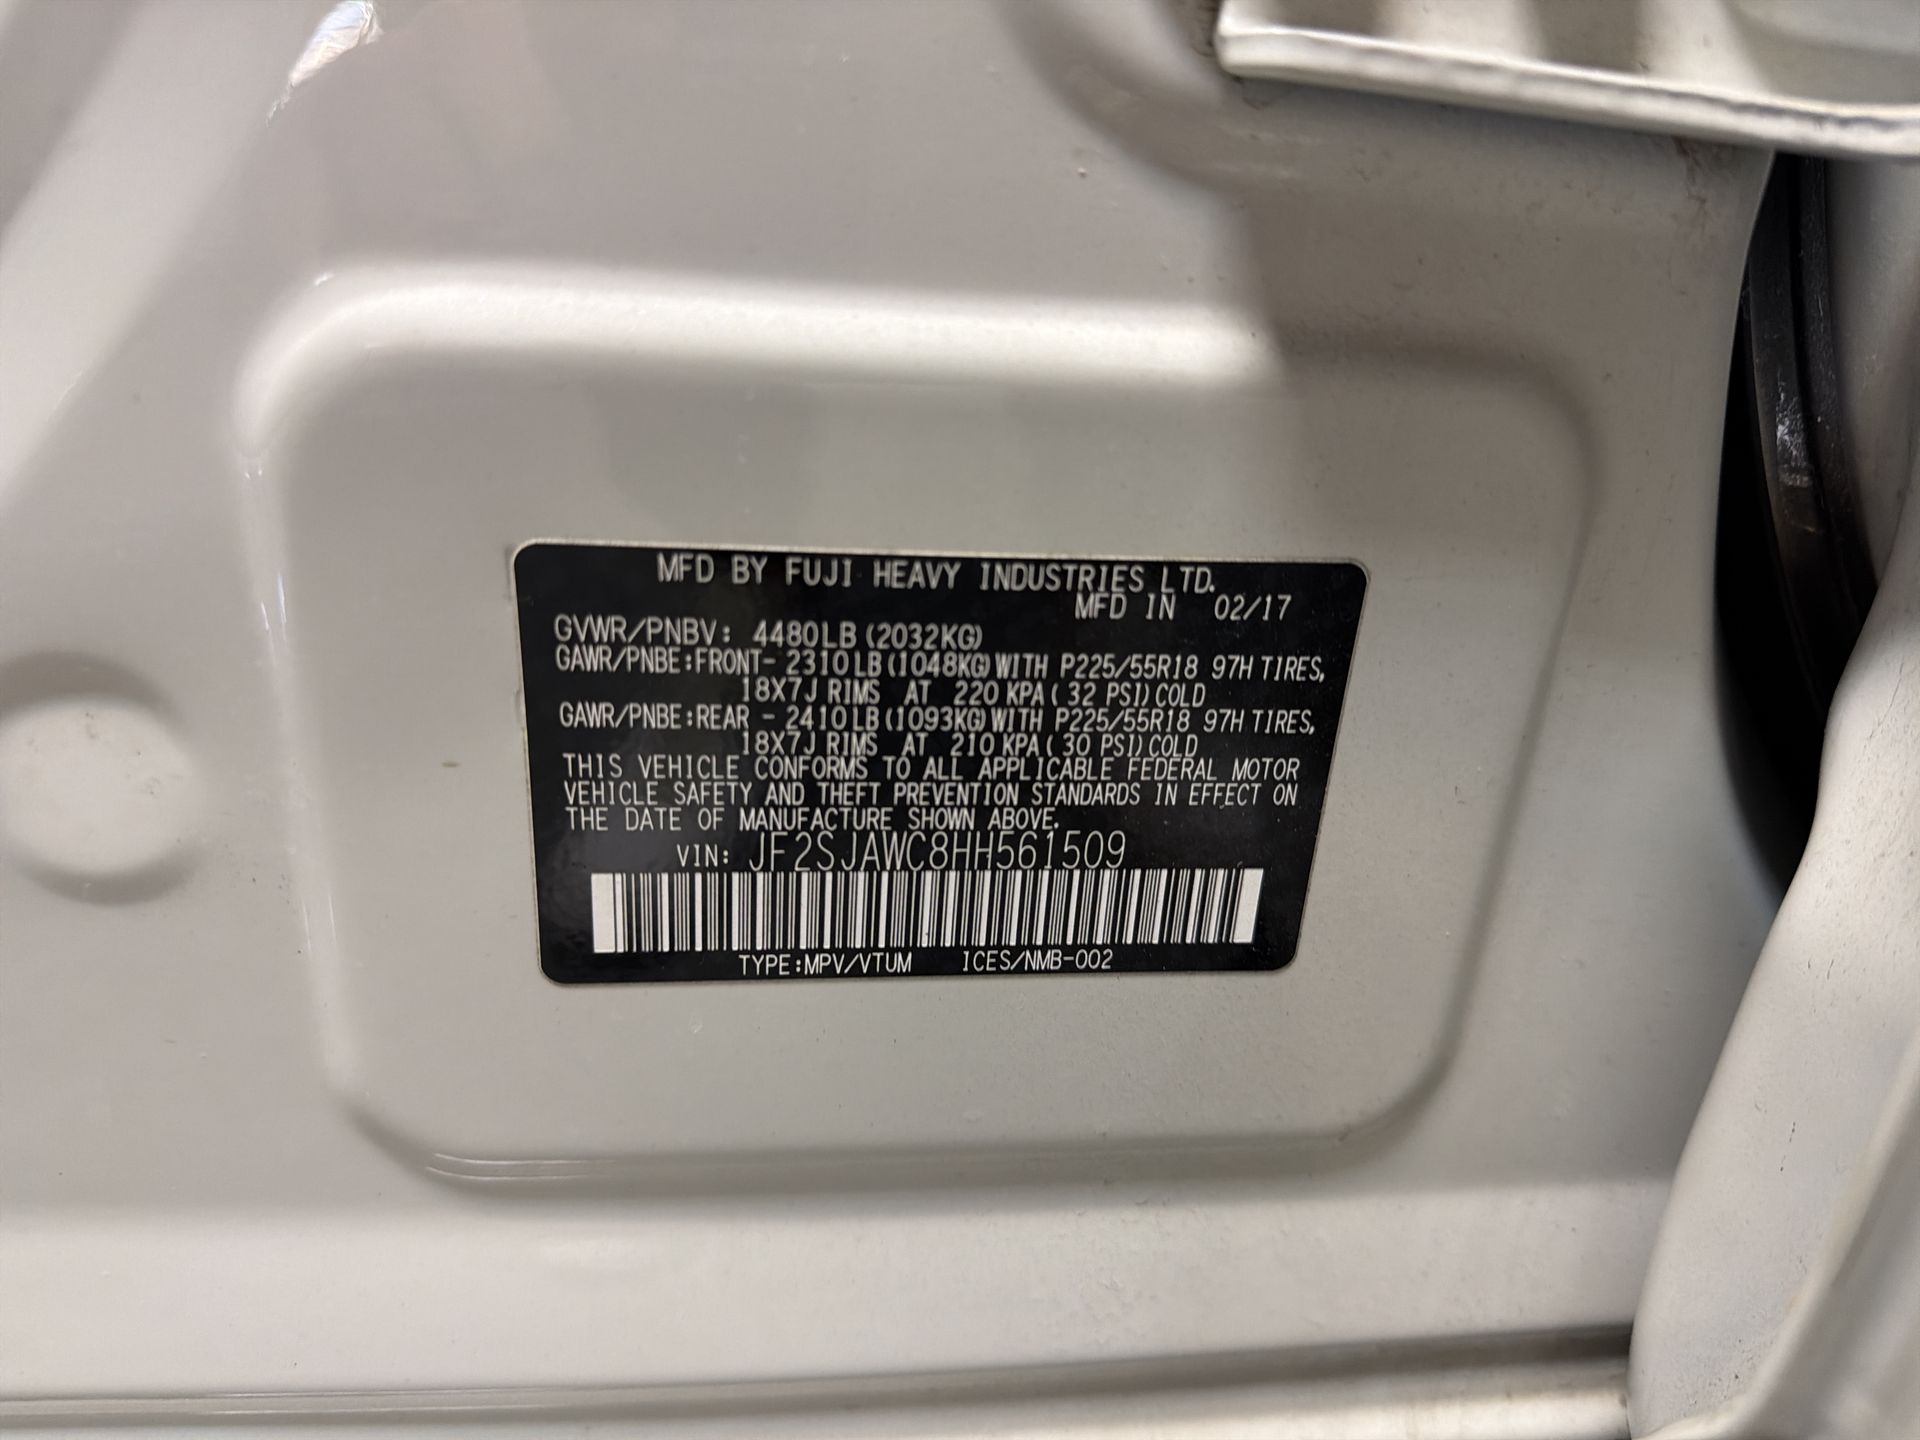 MFD BY FUJI HEAVY INDUSTRIES LTD.
MFD IN 02/17
GVWR/PNBV: 4480LB(2032KG)
GAWR/PNBE:FRONT- 2310LB(1048KG)WITH P225/55R18 97H TIRES,
18X7J RIMS AT 220 KPA( 32 PSI)COLD
GAWR/PNBE:REAR - 2410LB(1093KG)WITH P225/55R18 97H TIRES,
18X7J RIMS AT 210 KPA( 30 PSI)COLD
THIS VEHICLE CONFORMS TO ALL APPLICABLE FEDERAL MOTOR
VEHICLE SAFETY AND THEFT PREVENTION STANDARDS IN EFFECT ON
THE DATE OF MANUFACTURE SHOWN ABOVE.
VIN: JF2SJAWC8HH561509
TYPE:MPV/VTUM ICES/NMB-002